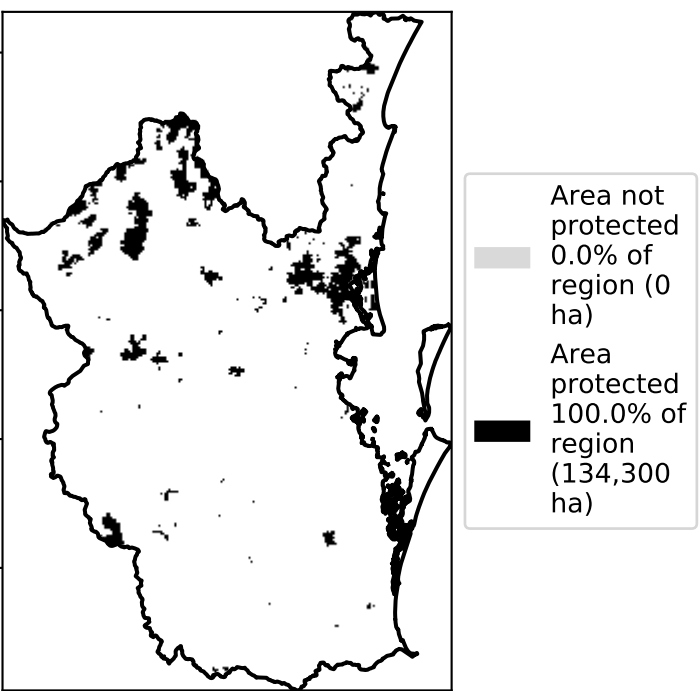 Area not
protected
0.0% of
region (0
ha)
Area
protected
100.0% of
region
(134,300
ha)